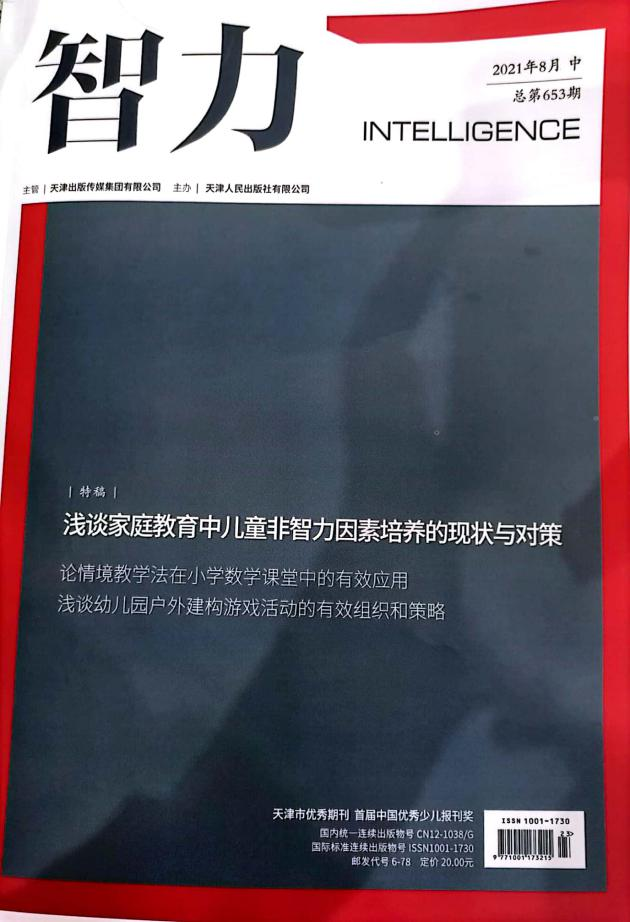 智力
2021年8月 中
总第653期
INTELLIGENCE
主管 | 天津出版传媒集团有限公司 主办 | 天津人民出版社有限公司
| 特稿 |
浅谈家庭教育中儿童非智力因素培养的现状与对策
论情境教学法在小学数学课堂中的有效应用
浅谈幼儿园户外建构游戏活动的有效组织和策略
天津市优秀期刊 首届中国优秀少儿报刊奖
国内统一连续出版物号 CN12-1038/G
国际标准连续出版物号 ISSN1001-1730
邮发代号 6-78 定价 20.00元
ISSN 1001-1730
23>
9 771001 173215